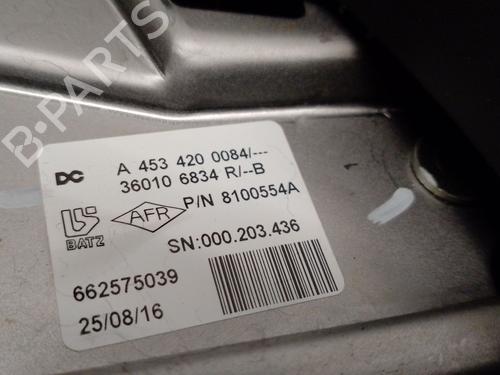 B-PARTS
DC A 453 420 0084/---
36010 6834 R/--B
BATZ AFR P/N 8100554A
SN:000.203.436
662575039
25/08/16